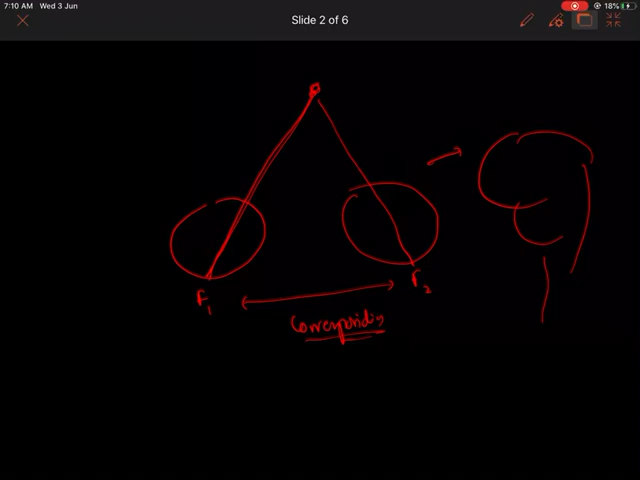 7:10 AM Wed 3 Jun
18%
Slide 2 of 6
F1
F2
Corresponding